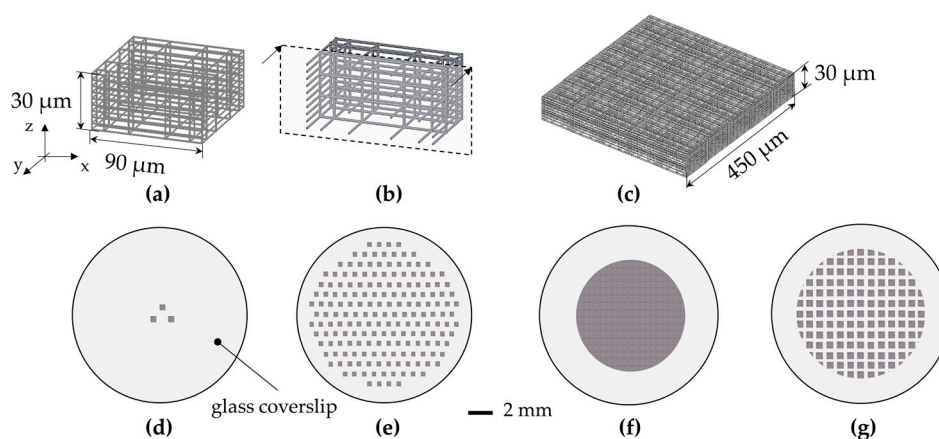 30 µm
z
y
x
90 µm
(a)
(b)
30 µm
450 µm
(c)
glass coverslip
2 mm
(d)
(e)
(f)
(g)